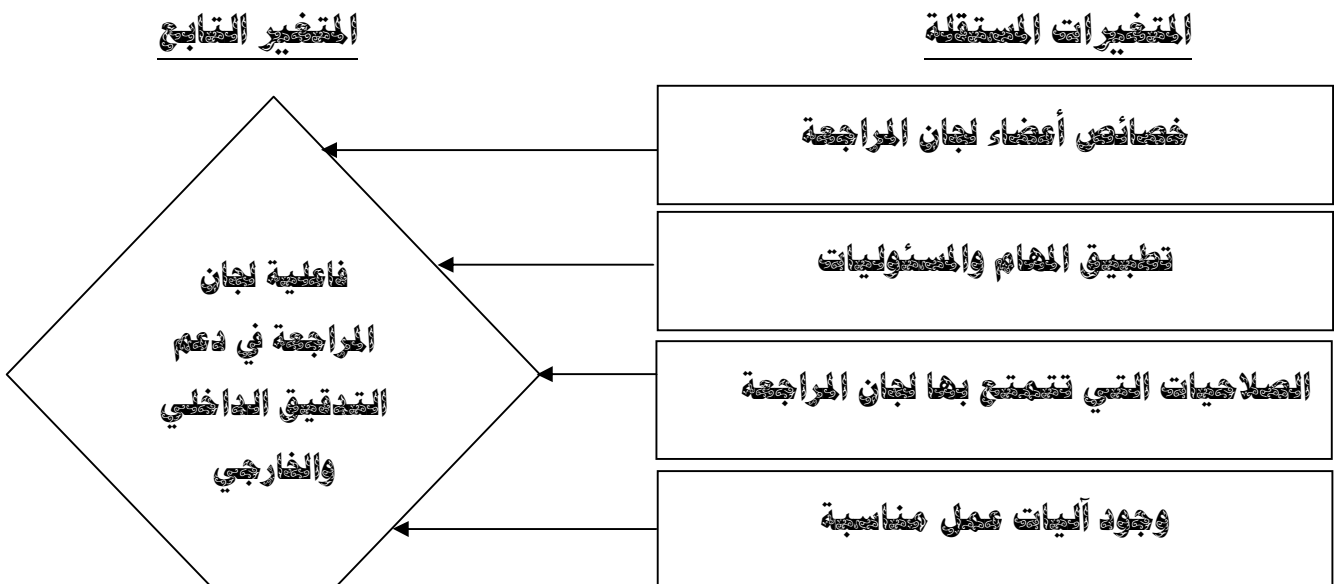 المتغيرات المستقلة
المتغير التابع
خصائص أعضاء لجان المراجعة
تطبيق المهام والمسئوليات
الصلاحيات التي تتمتع بها لجان المراجعة
وجود آليات عمل مناسبة
فاعلية لجان
المراجعة في دعم
التدقيق الداخلي
والخارجي